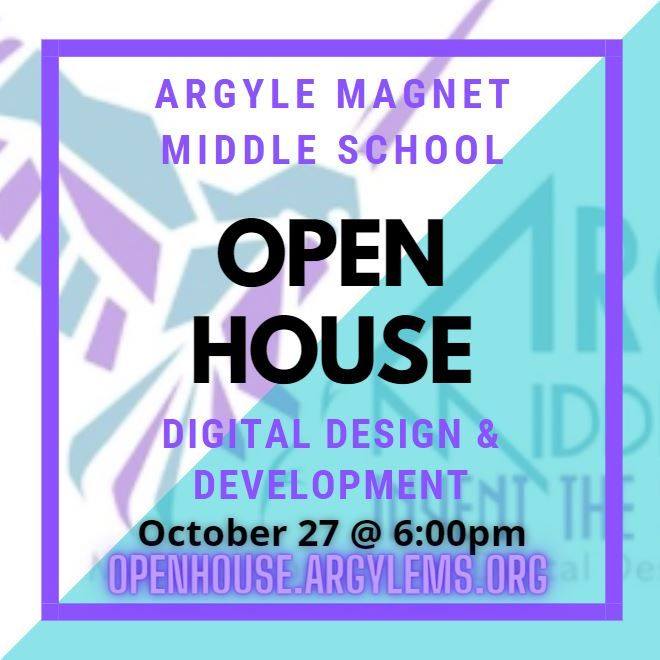 ARGYLE MAGNET
MIDDLE SCHOOL
OPEN
HOUSE
DIGITAL DESIGN &
DEVELOPMENT
October 27 @ 6:00pm
OPENHOUSE.ARGYLEMS.ORG